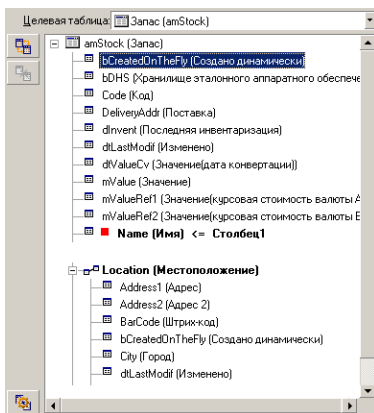 Целевая таблица: Запас (amStock)
amStock (Запас)
bCreatedOnTheFly (Создано динамически)
bDHS (Хранилище эталонного аппаратного обеспече
Code (Код)
DeliveryAddr (Поставка)
dInvent (Последняя инвентаризация)
dtLastModif (Изменено)
dtValueCv (Значение(дата конвертации))
mValue (Значение)
mValueRef1 (Значение(курсовая стоимость валюты А
mValueRef2 (Значение(курсовая стоимость валюты Е
Name (Имя) <= Столбец1
Location (Местоположение)
Address1 (Адрес)
Address2 (Адрес 2)
BarCode (Штрих-код)
bCreatedOnTheFly (Создано динамически)
City (Город)
dtLastModif (Изменено)